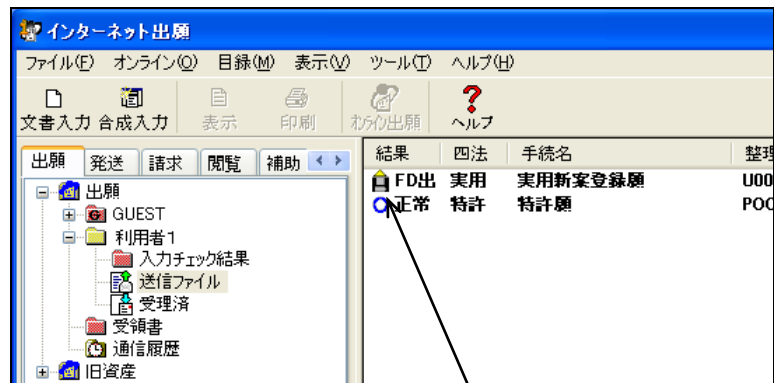 インターネット出願
ファイル(F) オンライン(O) 目録(M) 表示(V) ツール(T) ヘルプ(H)
文書入力 合成入力 表示 印刷 オンライン出願 ヘルプ
出願 発送 請求 閲覧 補助
結果 四法 手続名 整理
FD出 実用 実用新案登録願 U00
正常 特許 特許願 POC
出願
GUEST
利用者1
入力チェック結果
送信ファイル
受理済
受領書
通信履歴
旧資産